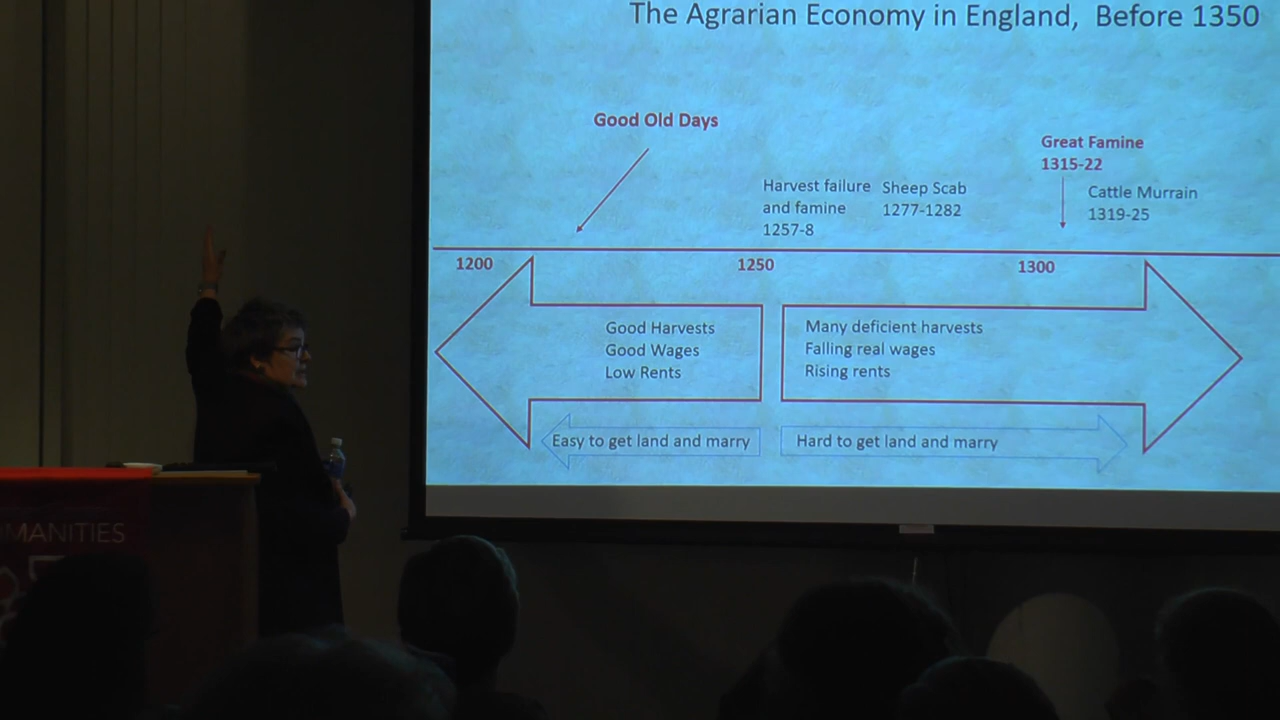 The Agrarian Economy in England, Before 1350
Good Old Days
Great Famine
1315-22
Harvest failure
and famine
1257-8
Sheep Scab
1277-1282
Cattle Murrain
1319-25
1200
1250
1300
Good Harvests
Good Wages
Low Rents
Many deficient harvests
Falling real wages
Rising rents
Easy to get land and marry
Hard to get land and marry
MANITIES